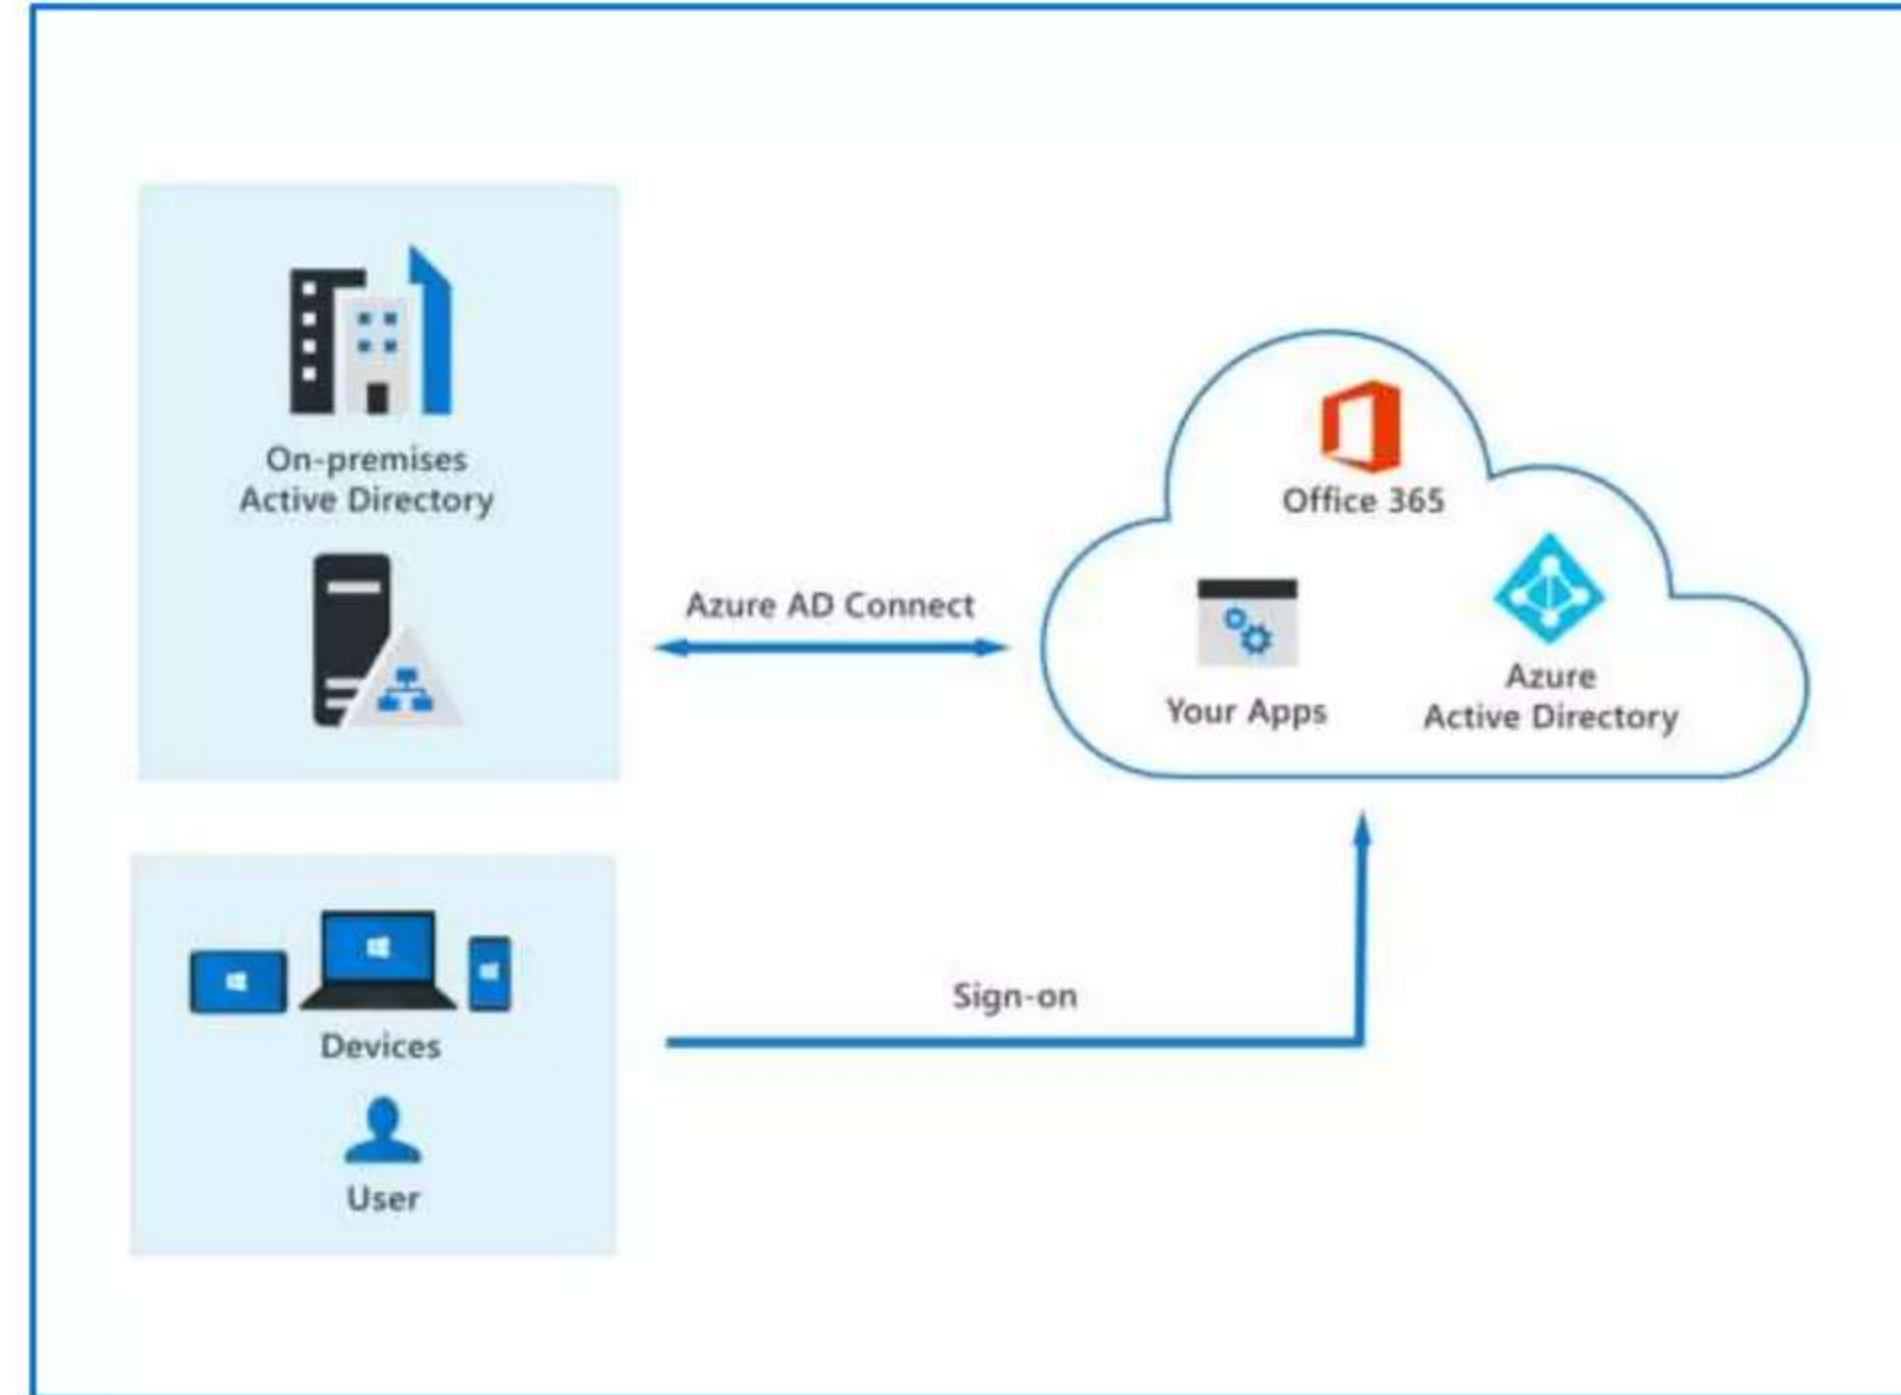 On-premises
Active Directory
Azure AD Connect
Office 365
Your Apps
Azure
Active Directory
Devices
User
Sign-on